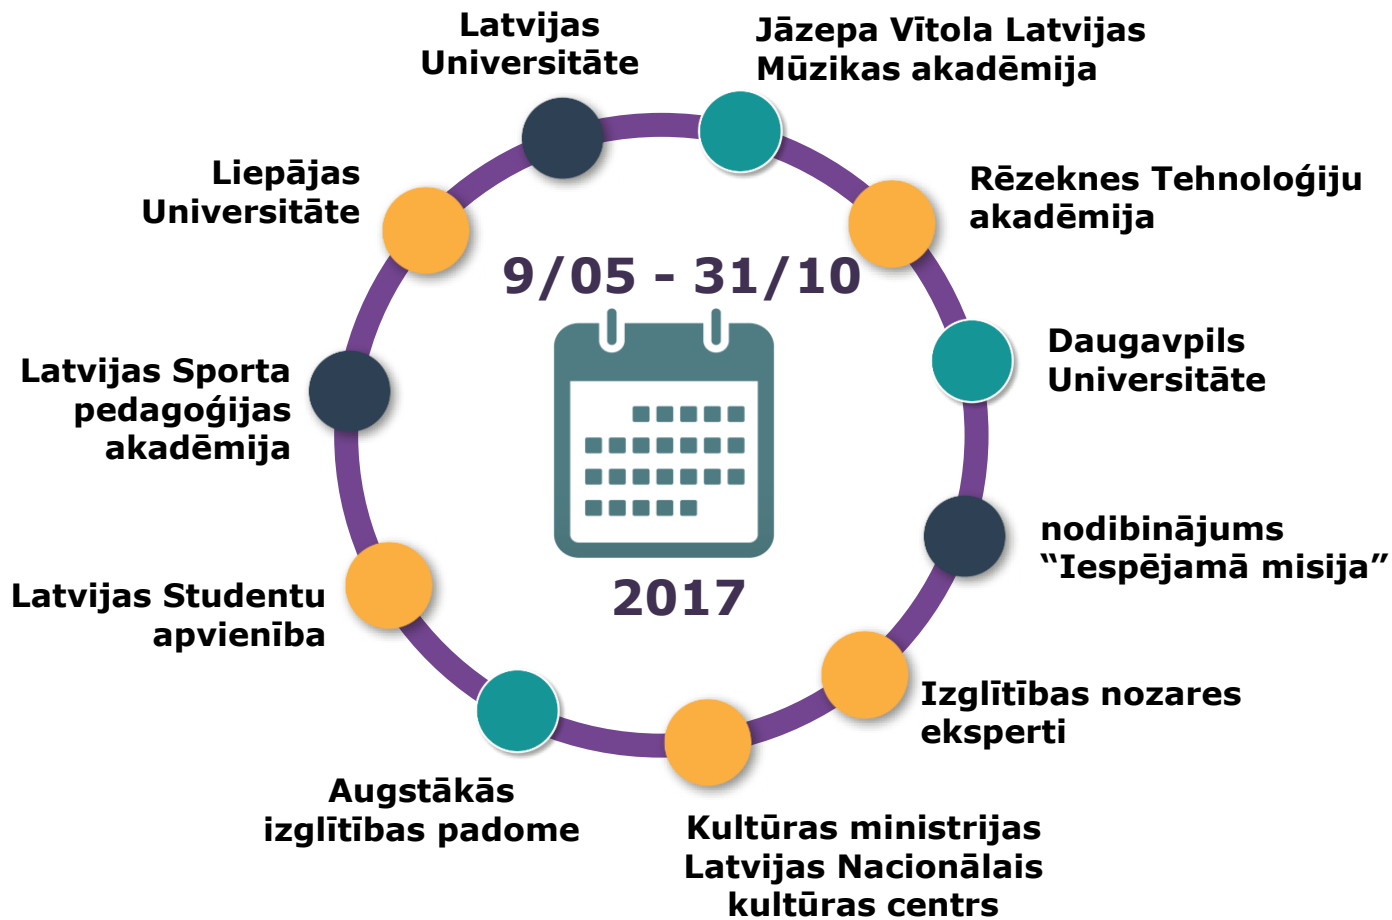 Latvijas
Universitāte
Jāzepa Vītola Latvijas
Mūzikas akadēmija
Rēzeknes Tehnoloģiju
akadēmija
Daugavpils
Universitāte
nodibinājums
“Iespējamā misija”
Izglītības nozares
eksperti
Kultūras ministrijas
Latvijas Nacionālais
kultūras centrs
Augstākās
izglītības padome
Latvijas Studentu
apvienība
Latvijas Sporta
pedagoģijas
akadēmija
Liepājas
Universitāte
9/05 - 31/10
2017